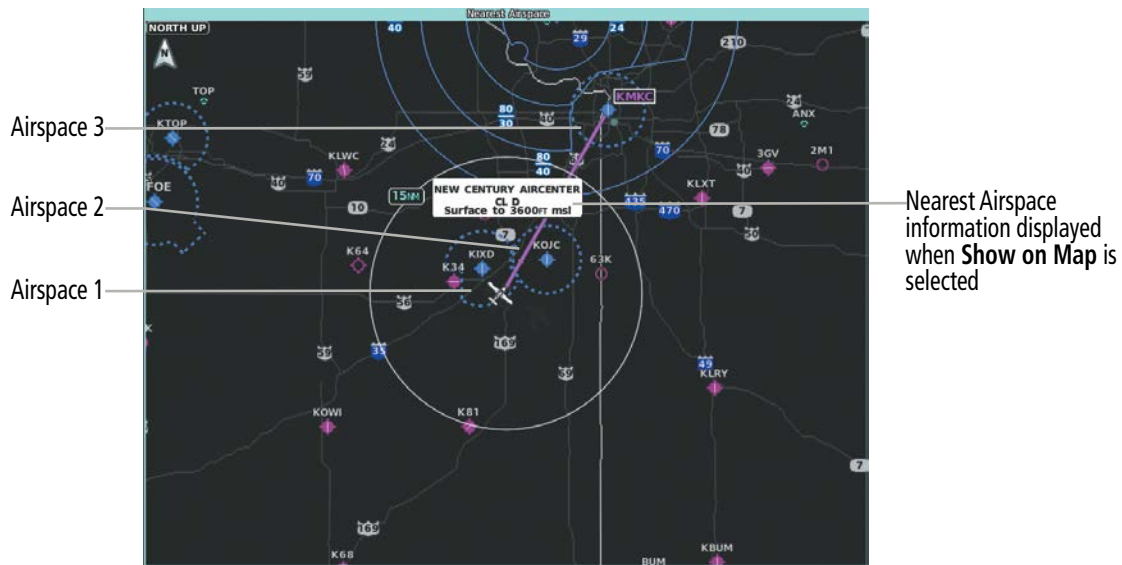 Nearest Airspace
NORTH UP
N
40
29
24
210
59
TOP
KMKC
KTOP
80
30
40
24
ANX
Airspace 3
24
78
3GV
2M1
KLWC
80
40
70
40
70
40
FOE
15NM
NEW CENTURY AIRCENTER
CL D
Surface to 3600FT msl
435
470
KLXT
7
50
Nearest Airspace
information displayed
when Show on Map is
selected
Airspace 2
10
7
K64
KIXD
KOJC
63K
K34
Airspace 1
56
K
169
59
35
69
49
KLRY
KOWI
K81
7
169
K68
BUM
KBUM